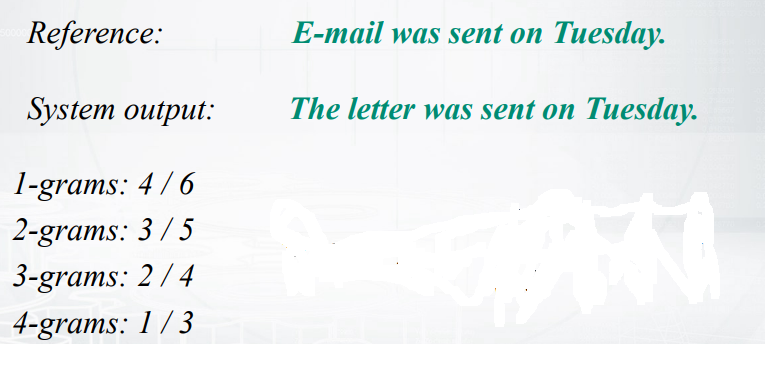 Reference: E-mail was sent on Tuesday.
System output: The letter was sent on Tuesday.
1-grams: 4 / 6
2-grams: 3 / 5
3-grams: 2 / 4
4-grams: 1 / 3